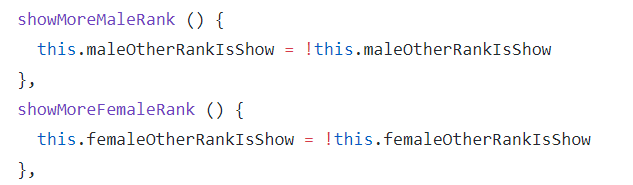 showMoreMaleRank () {
  this.maleOtherRankIsShow = !this.maleOtherRankIsShow
},
showMoreFemaleRank () {
  this.femaleOtherRankIsShow = !this.femaleOtherRankIsShow
},